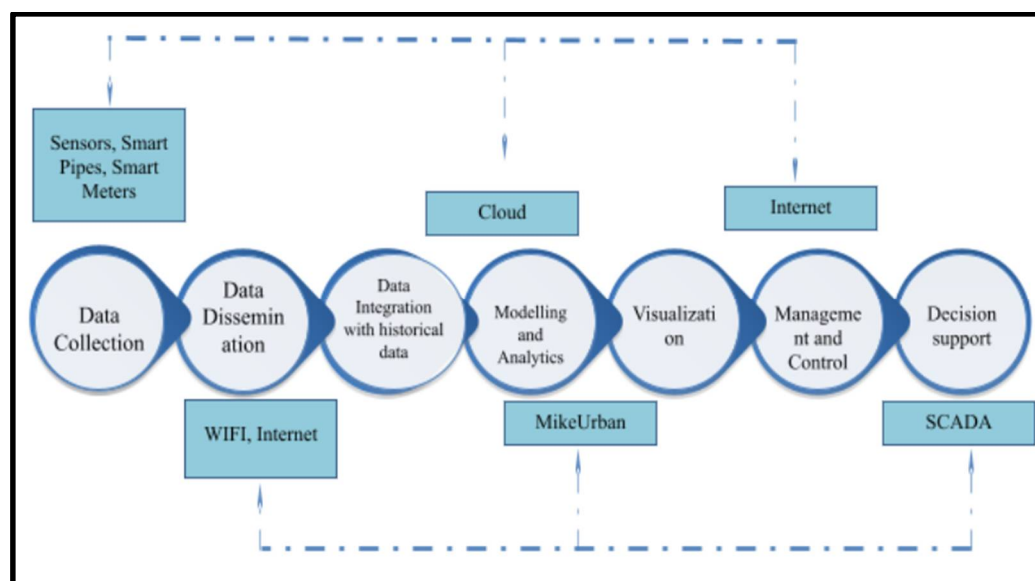 Sensors, Smart
Pipes, Smart
Meters
Cloud
Internet
Data
Collection
Data
Dissemin
ation
Data
Integration
with historical
data
Modelling
and
Analytics
Visualizati
on
Manageme
nt and
Control
Decision
support
WIFI, Internet
MikeUrban
SCADA